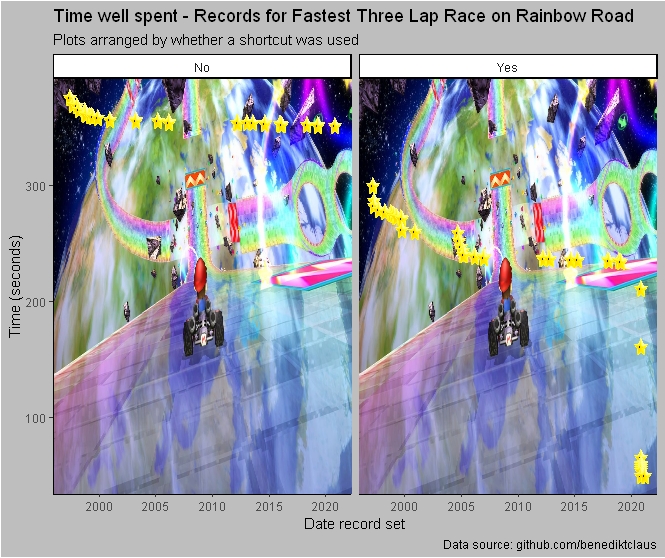 Time well spent - Records for Fastest Three Lap Race on Rainbow Road
Plots arranged by whether a shortcut was used
No
Yes
Time (seconds)
300
200
100
2000 2005 2010 2015 2020
2000 2005 2010 2015 2020
Date record set
Data source: github.com/benediktclaus